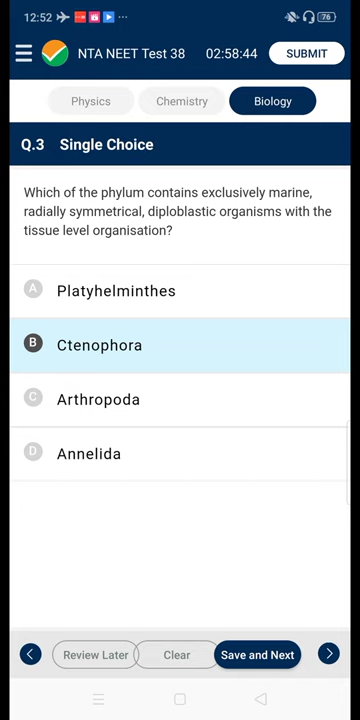 12:52 ... 76
NTA NEET Test 38 02:58:44 SUBMIT
Physics Chemistry Biology
Q.3 Single Choice
Which of the phylum contains exclusively marine,
radially symmetrical, diploblastic organisms with the
tissue level organisation?
A Platyhelminthes
B Ctenophora
C Arthropoda
D Annelida
Review Later Clear Save and Next